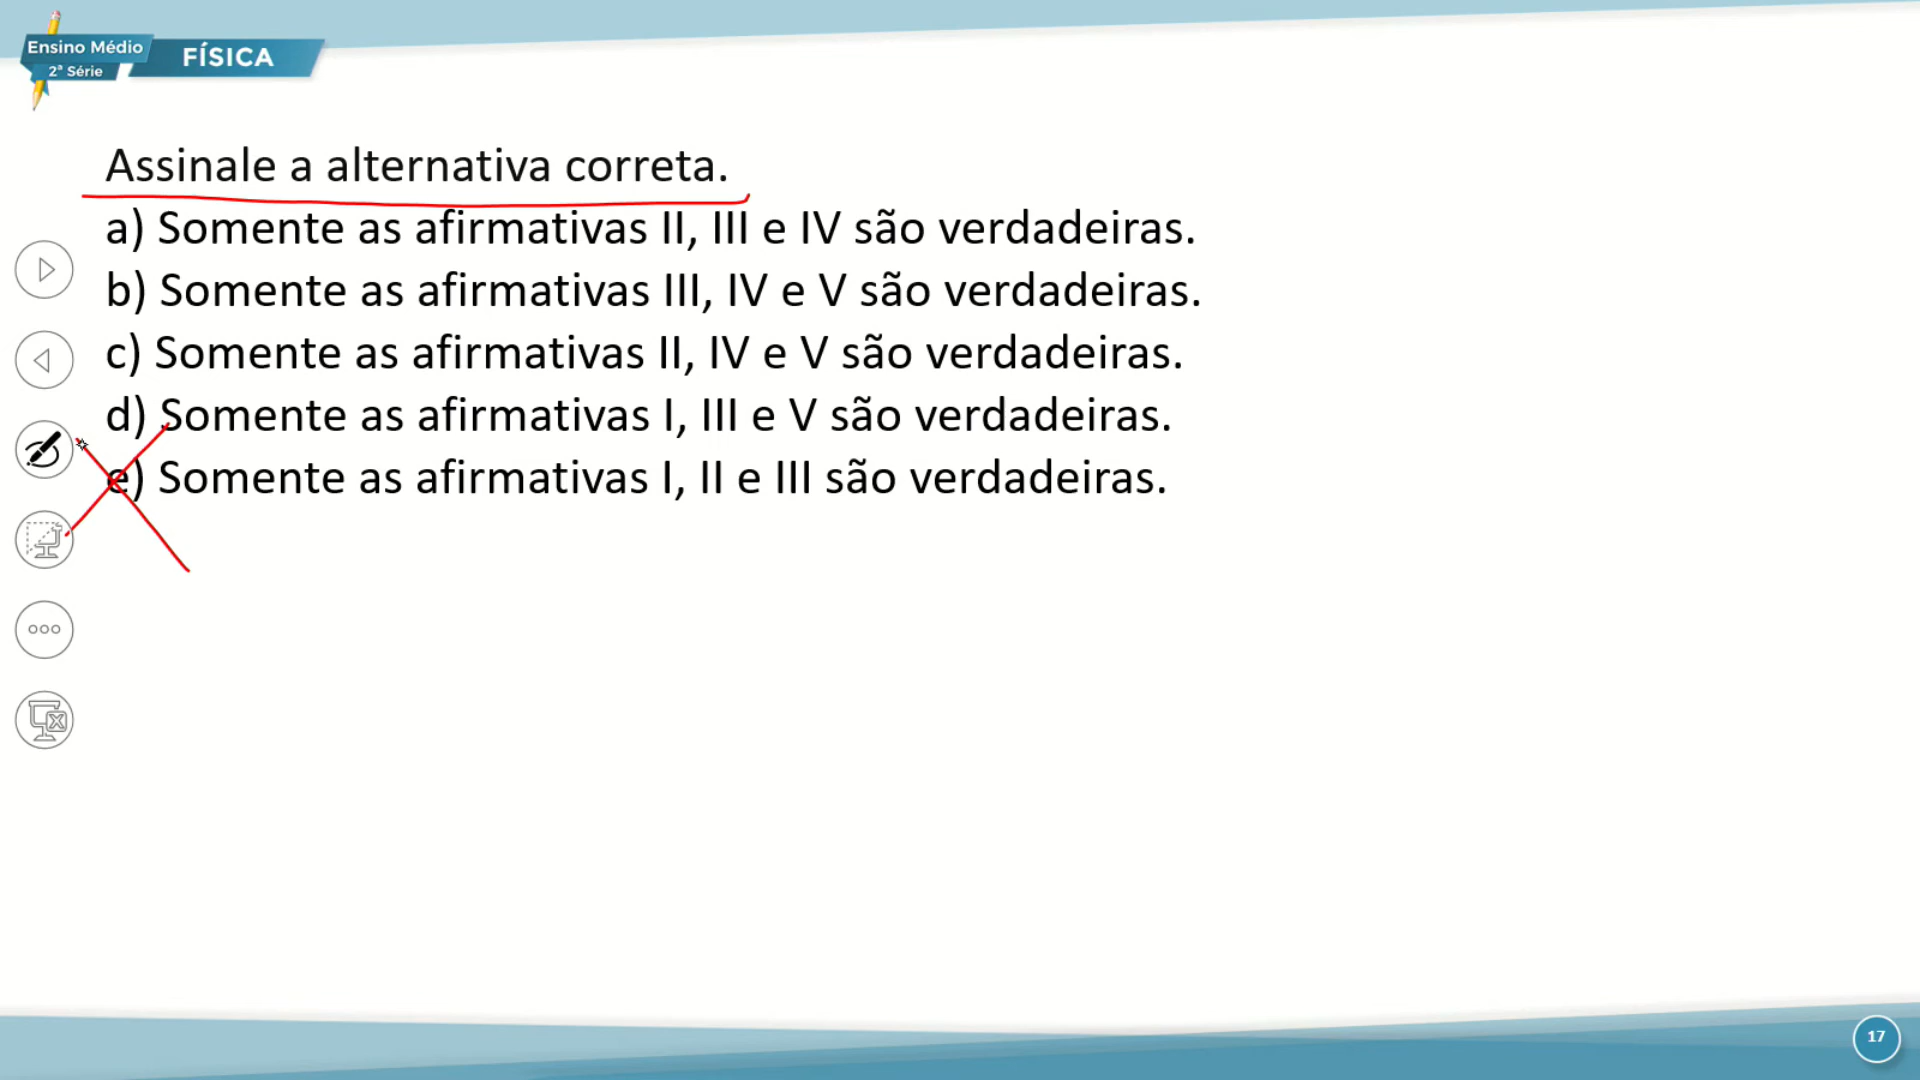 Ensino Médio
2ª Série
FÍSICA
Assinale a alternativa correta.
a) Somente as afirmativas II, III e IV são verdadeiras.
b) Somente as afirmativas III, IV e V são verdadeiras.
c) Somente as afirmativas II, IV e V são verdadeiras.
d) Somente as afirmativas I, III e V são verdadeiras.
e) Somente as afirmativas I, II e III são verdadeiras.
17